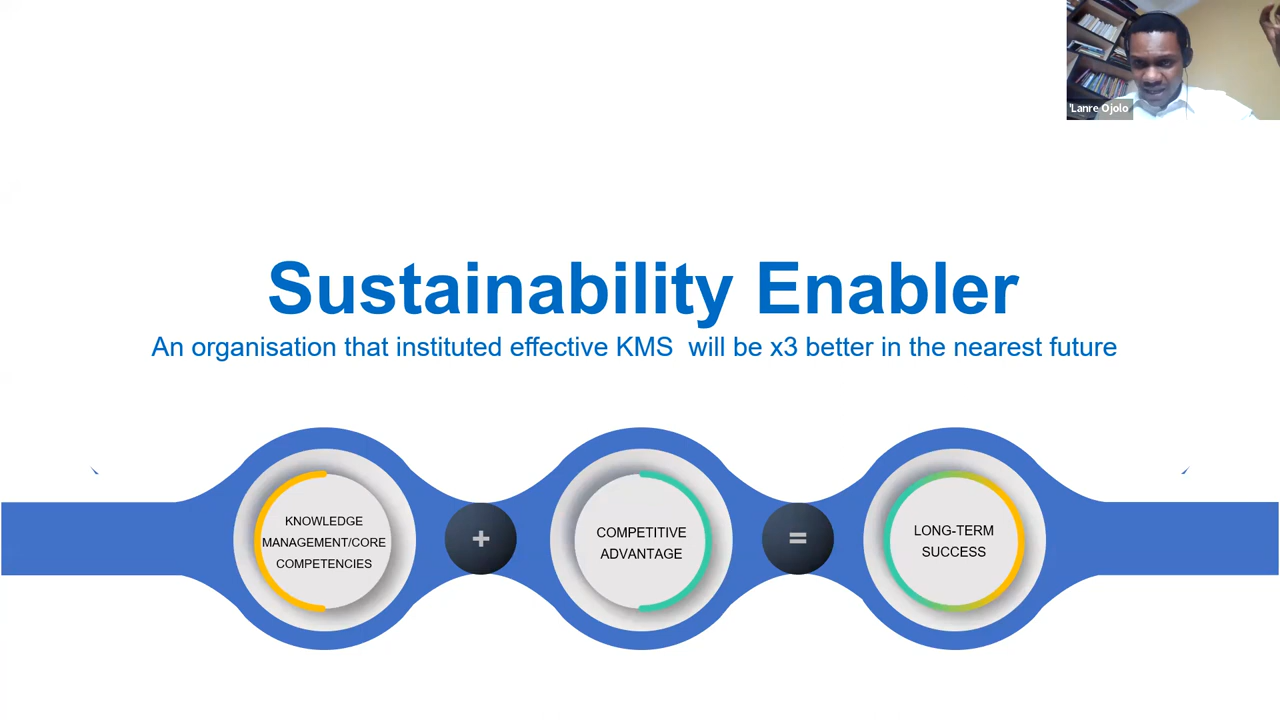 'Lanre Ojolo
Sustainability Enabler
An organisation that instituted effective KMS  will be x3 better in the nearest future
KNOWLEDGE
MANAGEMENT/CORE
COMPETENCIES
+
COMPETITIVE
ADVANTAGE
=
LONG-TERM
SUCCESS